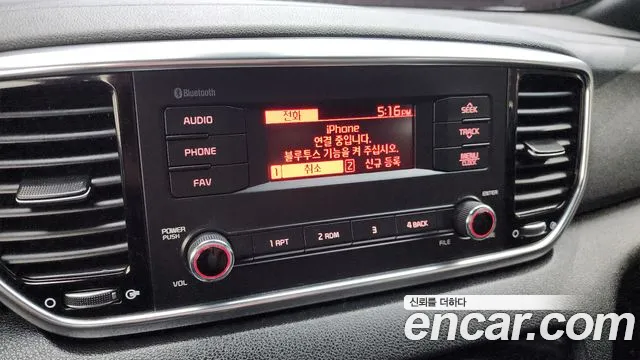 Bluetooth
AUDIO
PHONE
FAV
전화 5:16 PM
iPhone
연결 중입니다.
블루투스 기능을 켜 주십시오.
1 취소 2 신규 등록
SEEK
TRACK
MENU
POWER
PUSH
VOL
1 RPT
2 RDM
3
4 BACK
ENTER
FILE
신뢰를 더하다
encar.com